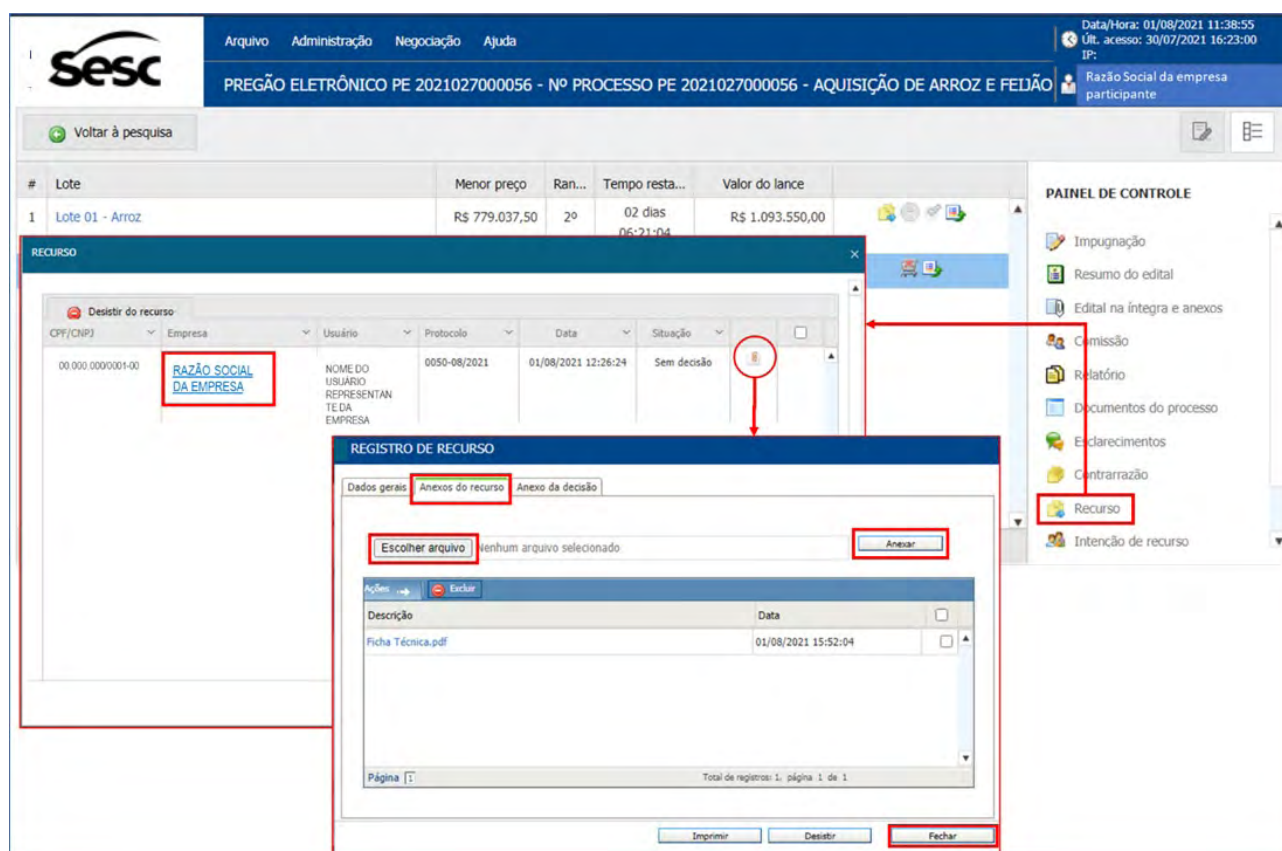 Sesc
Arquivo Administração Negociação Ajuda
Data/Hora: 01/08/2021 11:38:55
Últ. acesso: 30/07/2021 16:23:00
IP:
PREGÃO ELETRÔNICO PE 2021027000056 - Nº PROCESSO PE 2021027000056 - AQUISIÇÃO DE ARROZ E FEIJÃO
Razão Social da empresa
participante
Voltar à pesquisa
# Lote Menor preço Ran... Tempo resta... Valor do lance
1 Lote 01 - Arroz R$ 779.037,50 2º 02 dias
06:21:04
R$ 1.093.550,00
PAINEL DE CONTROLE
Impugnação
Resumo do edital
Edital na íntegra e anexos
Comissão
Relatório
Documentos do processo
Esclarecimentos
Contrarrazão
Recurso
Intenção de recurso
RECURSO ×
Desistir do recurso
CPF/CNPJ Empresa Usuário Protocolo Data Situação
00.000.000/0001-00
RAZÃO SOCIAL
DA EMPRESA
NOME DO
USUÁRIO
REPRESENTAN
TE DA
EMPRESA
0050-08/2021 01/08/2021 12:26:24 Sem decisão
REGISTRO DE RECURSO
Dados gerais Anexos do recurso Anexo da decisão
Escolher arquivo Nenhum arquivo selecionado Anexar
Ações Excluir
Descrição Data
Ficha Técnica.pdf 01/08/2021 15:52:04
Página 1 Total de registros: 1, página 1 de 1
Imprimir Desistir Fechar